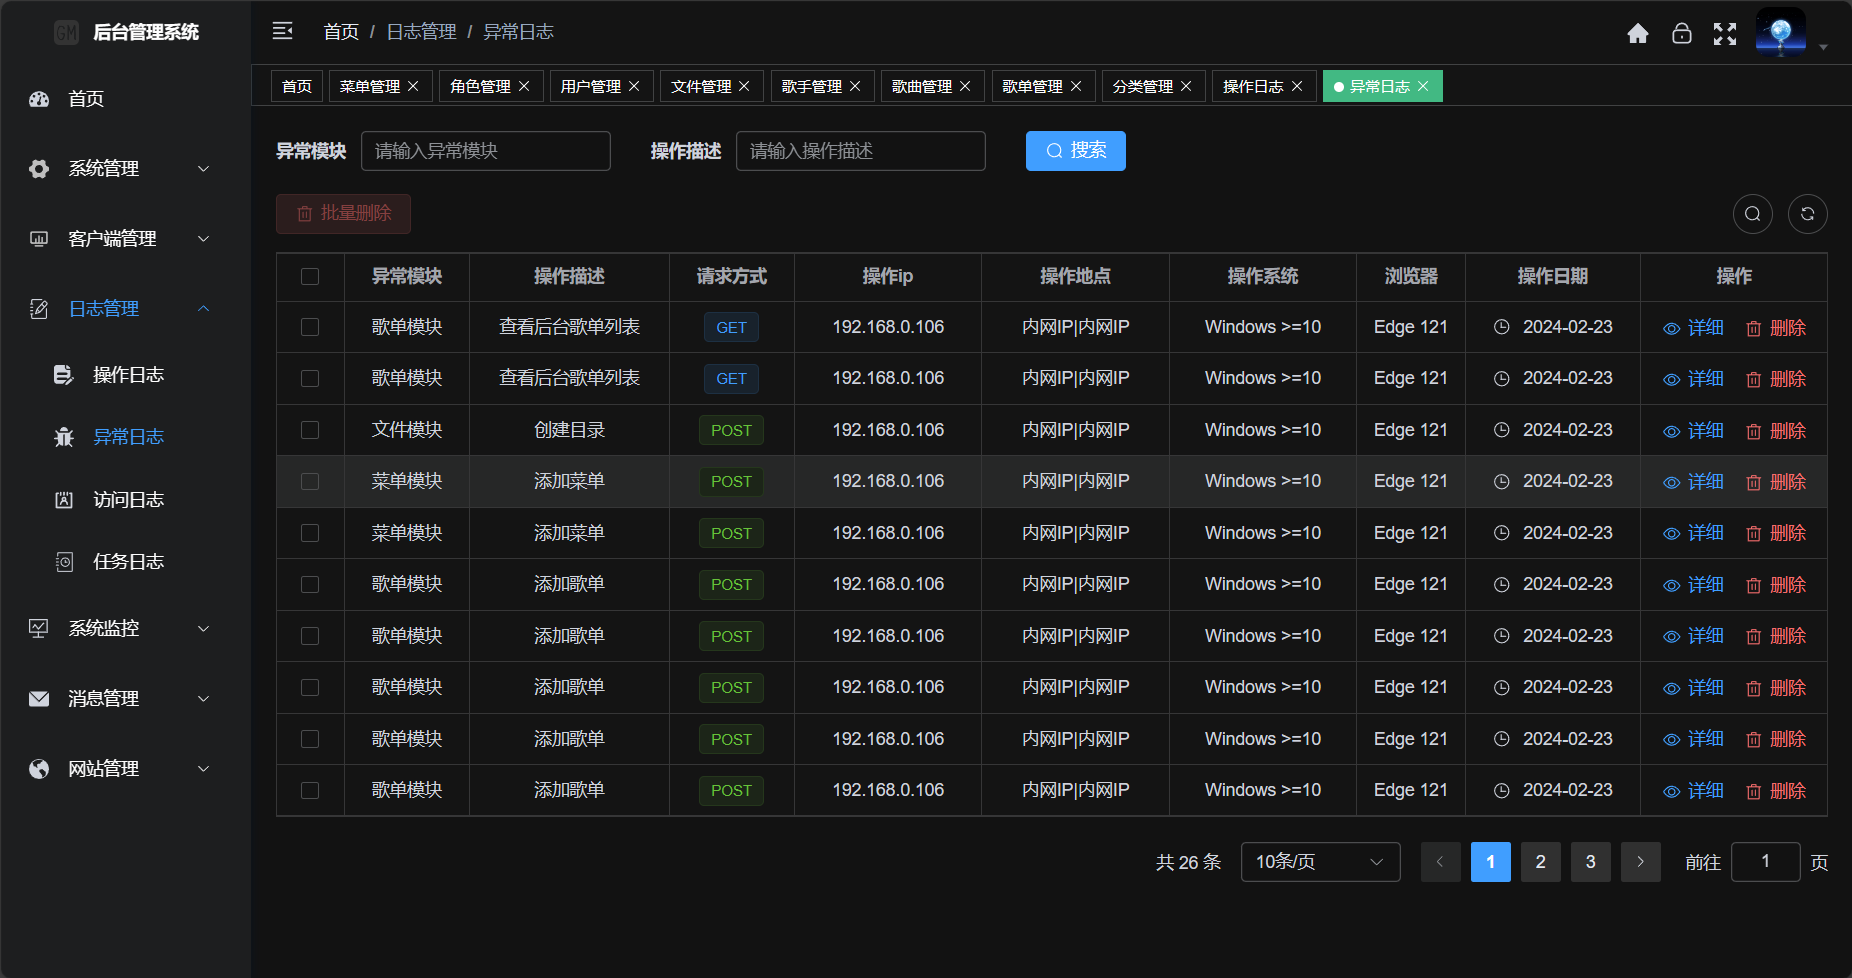 GM 后台管理系统
首页 / 日志管理 / 异常日志
首页 菜单管理 角色管理 用户管理 文件管理 歌手管理 歌曲管理 歌单管理 分类管理 操作日志 异常日志
首页
系统管理
客户端管理
日志管理
操作日志
异常日志
访问日志
任务日志
系统监控
消息管理
网站管理
异常模块 请输入异常模块 操作描述 请输入操作描述 搜索
批量删除
异常模块 操作描述 请求方式 操作ip 操作地点 操作系统 浏览器 操作日期 操作
歌单模块 查看后台歌单列表 GET 192.168.0.106 内网IP|内网IP Windows >=10 Edge 121 2024-02-23 详细 删除
歌单模块 查看后台歌单列表 GET 192.168.0.106 内网IP|内网IP Windows >=10 Edge 121 2024-02-23 详细 删除
文件模块 创建目录 POST 192.168.0.106 内网IP|内网IP Windows >=10 Edge 121 2024-02-23 详细 删除
菜单模块 添加菜单 POST 192.168.0.106 内网IP|内网IP Windows >=10 Edge 121 2024-02-23 详细 删除
菜单模块 添加菜单 POST 192.168.0.106 内网IP|内网IP Windows >=10 Edge 121 2024-02-23 详细 删除
歌单模块 添加歌单 POST 192.168.0.106 内网IP|内网IP Windows >=10 Edge 121 2024-02-23 详细 删除
歌单模块 添加歌单 POST 192.168.0.106 内网IP|内网IP Windows >=10 Edge 121 2024-02-23 详细 删除
歌单模块 添加歌单 POST 192.168.0.106 内网IP|内网IP Windows >=10 Edge 121 2024-02-23 详细 删除
歌单模块 添加歌单 POST 192.168.0.106 内网IP|内网IP Windows >=10 Edge 121 2024-02-23 详细 删除
歌单模块 添加歌单 POST 192.168.0.106 内网IP|内网IP Windows >=10 Edge 121 2024-02-23 详细 删除
共 26 条 10条/页 1 2 3 前往 1 页